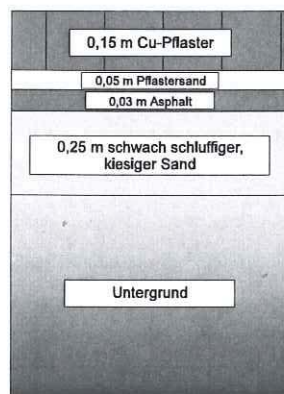 0,15 m Cu-Pflaster
0,05 m Pflastersand
0,03 m Asphalt
0,25 m schwach schluffiger,
kiesiger Sand
Untergrund